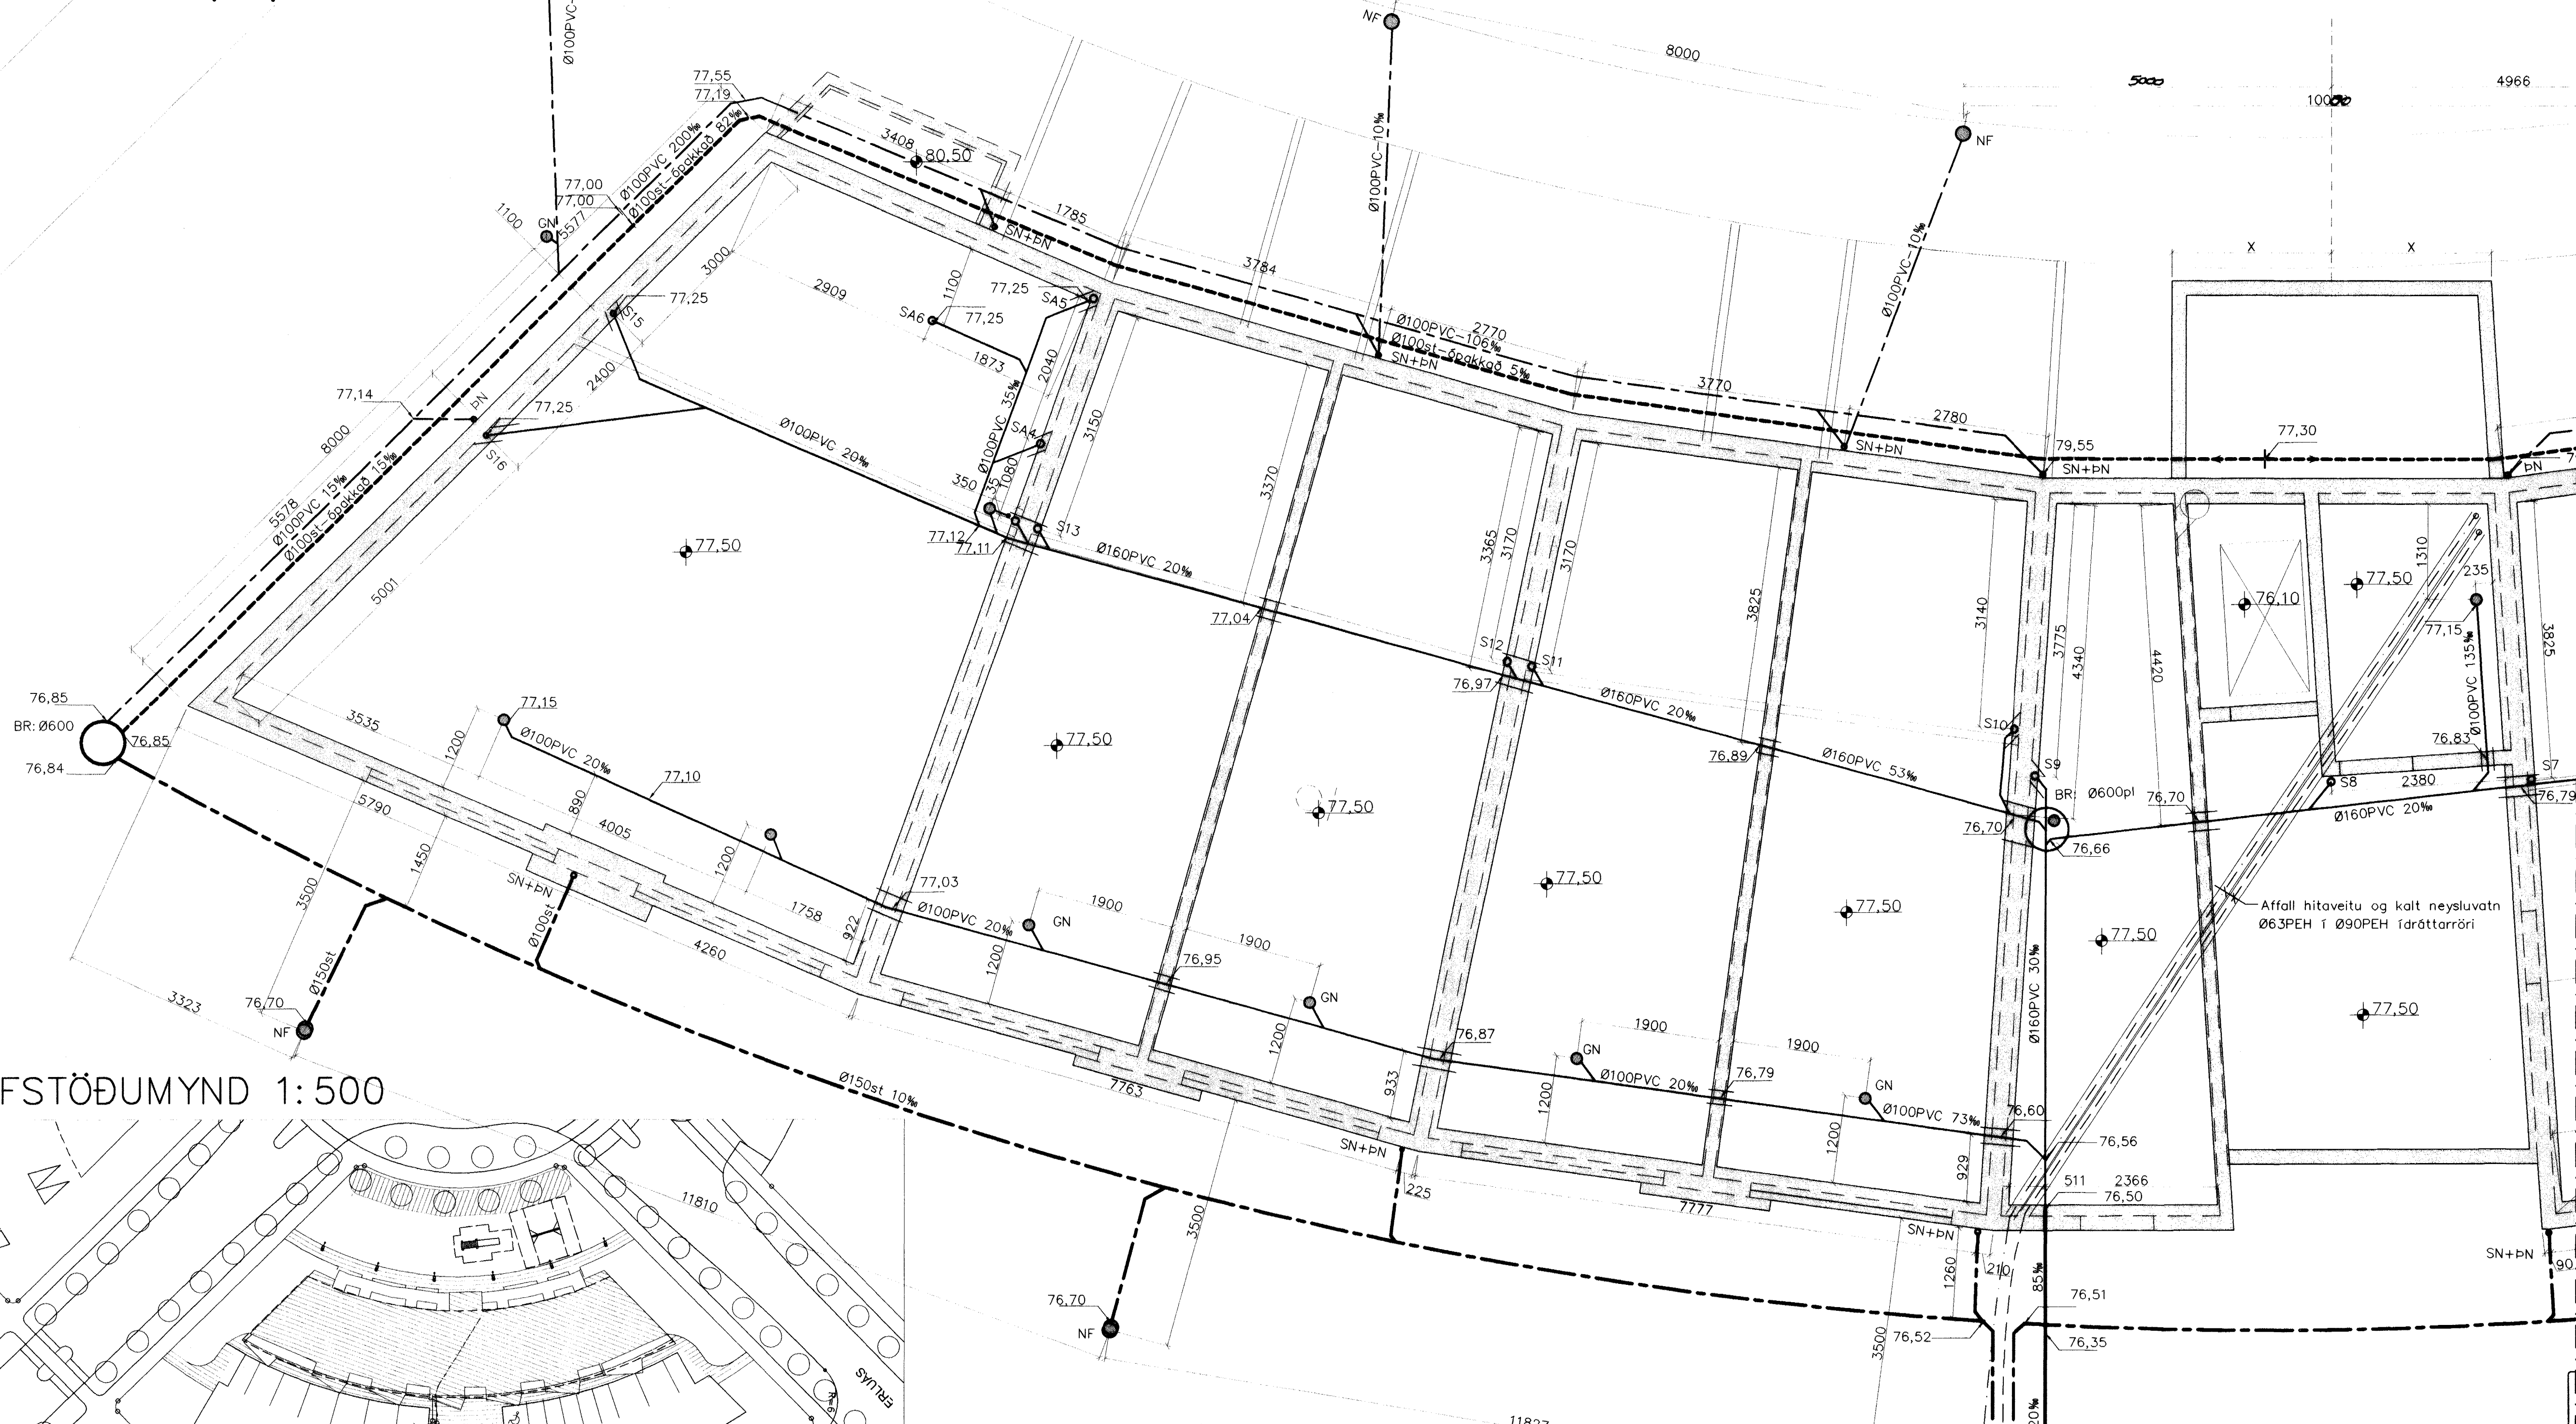 Ø100PVC-
NF
8000
5000
4966
77,55
77,19
Ø100PVC 200‰
Ø100st-ópakkað 82‰
3408
80,50
NF
Ø100PVC-10‰
Ø100PVC-10‰
77,00
77,00
1100
GN
5577
1785
SN+ÞN
3784
X
X
3000
2909
1100
77,25
SA5
77,25
S15
SA6
77,25
1873
2040
2400
Ø100PVC-106‰
2770
Ø100st-ópakkað 5‰
SN+ÞN
3770
2780
77,14
ÞN
77,25
S16
8000
5578
Ø100PVC 15‰
Ø100st-ópakkað 15‰
Ø100PVC 20‰
Ø100PVC 35‰
SA4
3150
350
1080
S13
SN+ÞN
79,55
SN+ÞN
77,30
ÞN
77,12
77,11
Ø160PVC 20‰
3370
3365
3170
3170
3825
3140
3775
4340
4420
77,50
5001
77,04
S12
S11
76,97
Ø160PVC 20‰
76,10
77,50
1310
235
77,15
Ø100PVC 135‰
3825
76,85
BR: Ø600
76,85
76,84
3535
1200
77,15
Ø100PVC 20‰
77,10
890
77,50
77,50
76,89
Ø160PVC 53‰
S10
S9
BR: Ø600pl
76,70
76,66
76,70
76,83
S8
2380
S7
76,79
Ø160PVC 20‰
5790
4005
1200
1450
3500
SN+ÞN
Ø100st
1758
922
77,03
Ø100PVC 20‰
GN
1900
1200
77,50
77,50
77,50
Affall hitaveitu og kalt neysluvatn
Ø63PEH í Ø90PEH ídráttarröri
77,50
Ø160PVC 30‰
3323
Ø150st
76,70
NF
4260
76,95
1900
GN
1200
76,87
1900
GN
1200
Ø100PVC 20‰
76,79
1900
GN
1200
Ø100PVC 73‰
76,60
76,56
FSTÖÐUMYND 1:500
Ø150st 10‰
7763
933
SN+ÞN
225
7777
929
511
2366
76,50
SN+ÞN
210
1260
SN+ÞN
90
11810
3500
76,70
NF
85‰
76,51
76,52
76,35
3500
ERLUÁS
R=6
11827
20‰